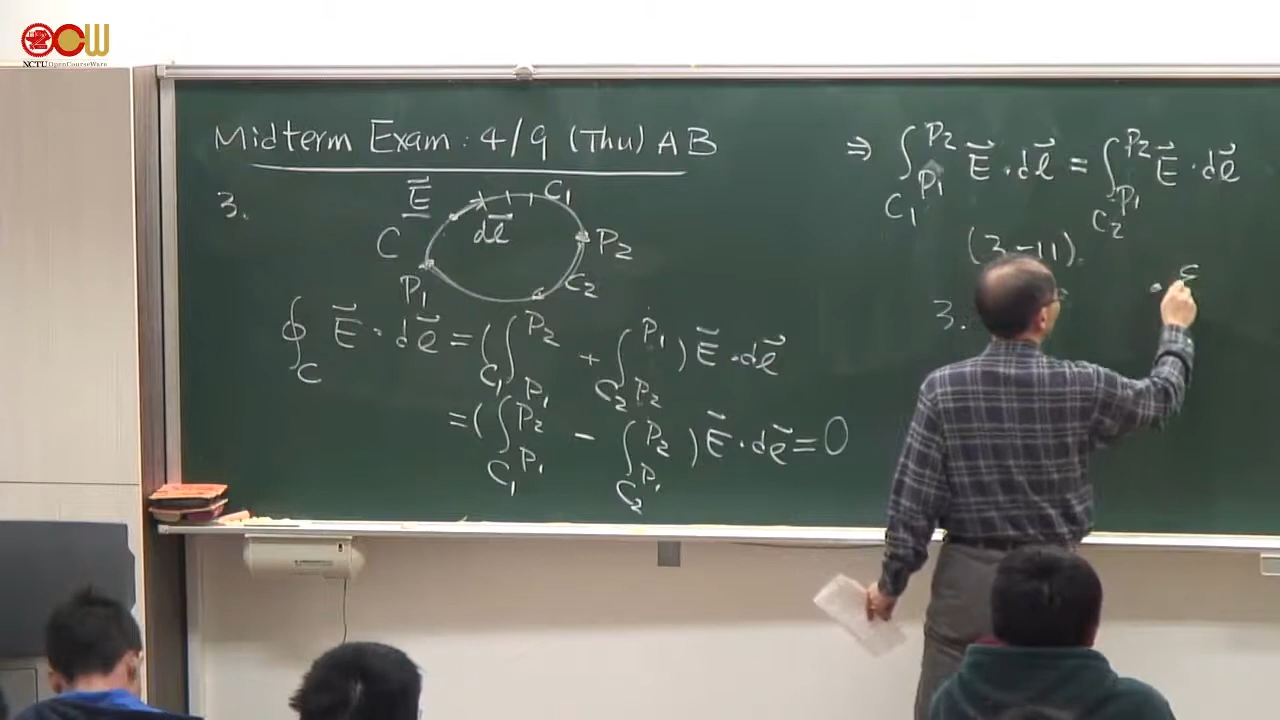 OCW
NCTU OpenCourseWare
Midterm Exam: 4/9 (Thu) AB
3.
E⃗
C₁
dl⃗
C
P₂
P₁
C₂
∮_C E⃗ · dl⃗ = (∫_{C₁ P₁}^{P₂} + ∫_{C₂ P₂}^{P₁}) E⃗ · dl⃗
= (∫_{C₁ P₁}^{P₂} - ∫_{C₂ P₁}^{P₂}) E⃗ · dl⃗ = 0
⇒ ∫_{C₁ P₁}^{P₂} E⃗ · dl⃗ = ∫_{C₂ P₁}^{P₂} E⃗ · dl⃗
(3-11).
3.